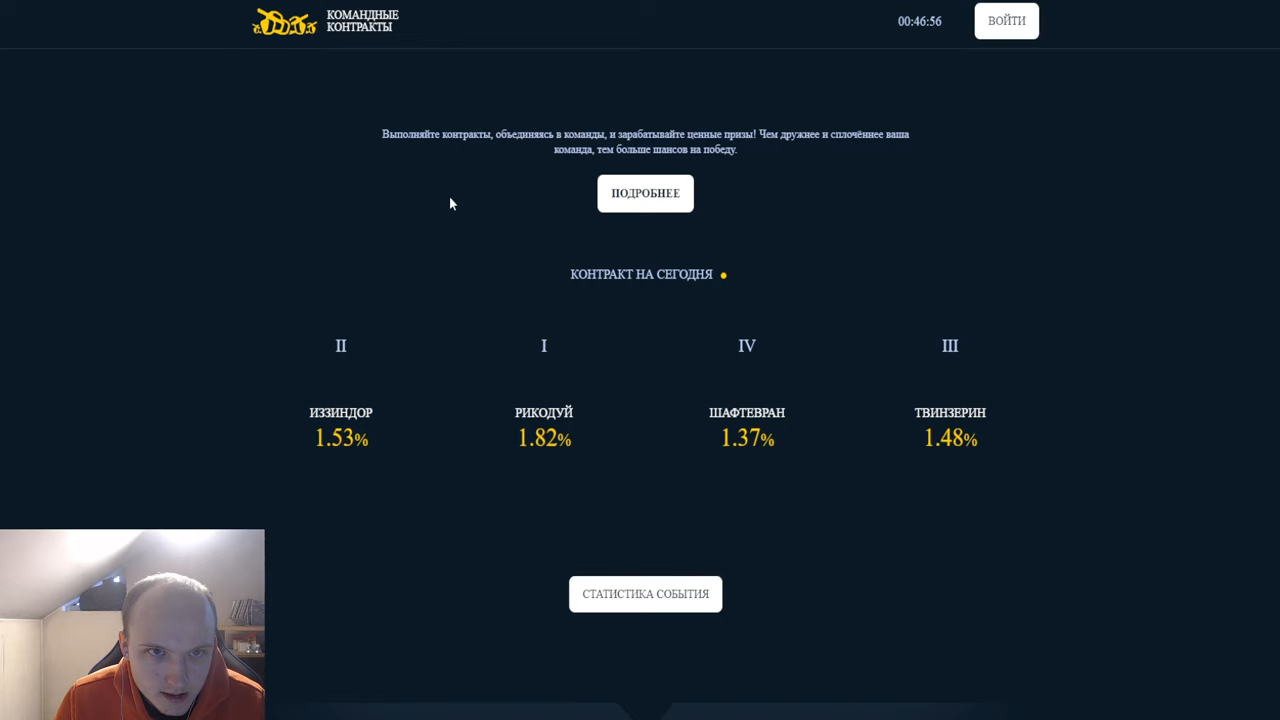 КОМАНДНЫЕ
КОНТРАКТЫ
00:46:56
ВОЙТИ
Выполняйте контракты, объединяясь в команды, и зарабатывайте ценные призы! Чем дружнее и сплочённее ваша
команда, тем больше шансов на победу.
ПОДРОБНЕЕ
КОНТРАКТ НА СЕГОДНЯ
II
I
IV
III
ИЗЗИНДОР
РИКОДУЙ
ШАФТЕВРАН
ТВИНЗЕРИН
1.53%
1.82%
1.37%
1.48%
СТАТИСТИКА СОБЫТИЯ